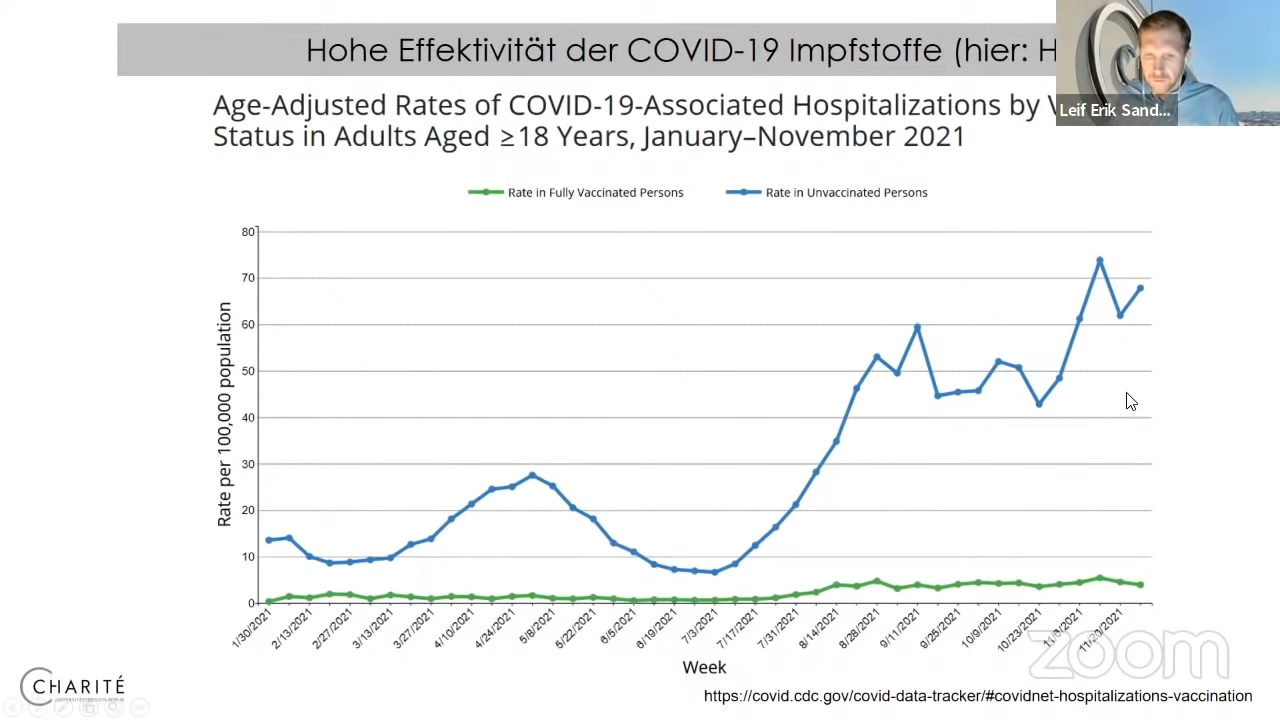 Hohe Effektivität der COVID-19 Impfstoffe (hier: H
Leif Erik Sand...
Age-Adjusted Rates of COVID-19-Associated Hospitalizations by V
Status in Adults Aged ≥18 Years, January–November 2021
Rate in Fully Vaccinated Persons
Rate in Unvaccinated Persons
Rate per 100,000 population
80
70
60
50
40
30
20
10
0
1/30/2021
2/13/2021
2/27/2021
3/13/2021
3/27/2021
4/10/2021
4/24/2021
5/8/2021
5/22/2021
6/5/2021
6/19/2021
7/3/2021
7/17/2021
7/31/2021
8/14/2021
8/28/2021
9/11/2021
9/25/2021
10/9/2021
10/23/2021
11/6/2021
11/20/2021
Week
zoom
CHARITÉ
https://covid.cdc.gov/covid-data-tracker/#covidnet-hospitalizations-vaccination